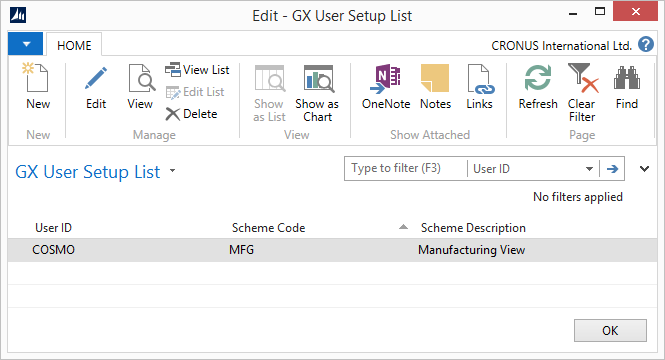 Edit - GX User Setup List
HOME
CRONUS International Ltd.
?
New
Edit
View
View List
Edit List
Delete
Show as List
Show as Chart
OneNote
Notes
Links
Refresh
Clear Filter
Find
New
Manage
View
Show Attached
Page
GX User Setup List
Type to filter (F3)
User ID
No filters applied
User ID
Scheme Code
Scheme Description
COSMO
MFG
Manufacturing View
OK